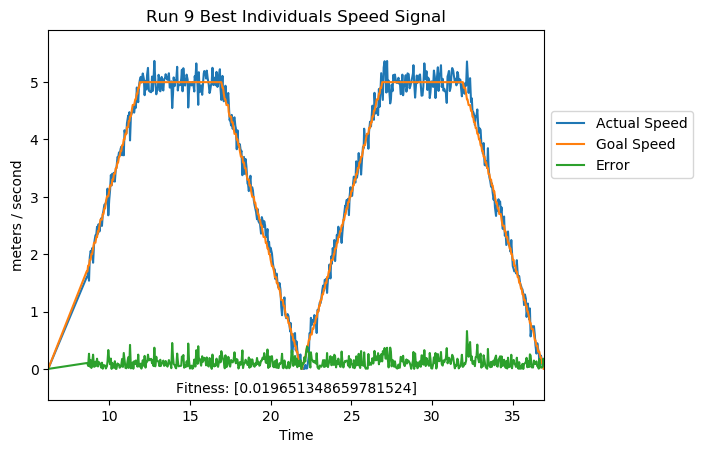 Run 9 Best Individuals Speed Signal
meters / second
5
4
3
2
1
0
Actual Speed
Goal Speed
Error
Fitness: [0.019651348659781524]
10
15
20
25
30
35
Time